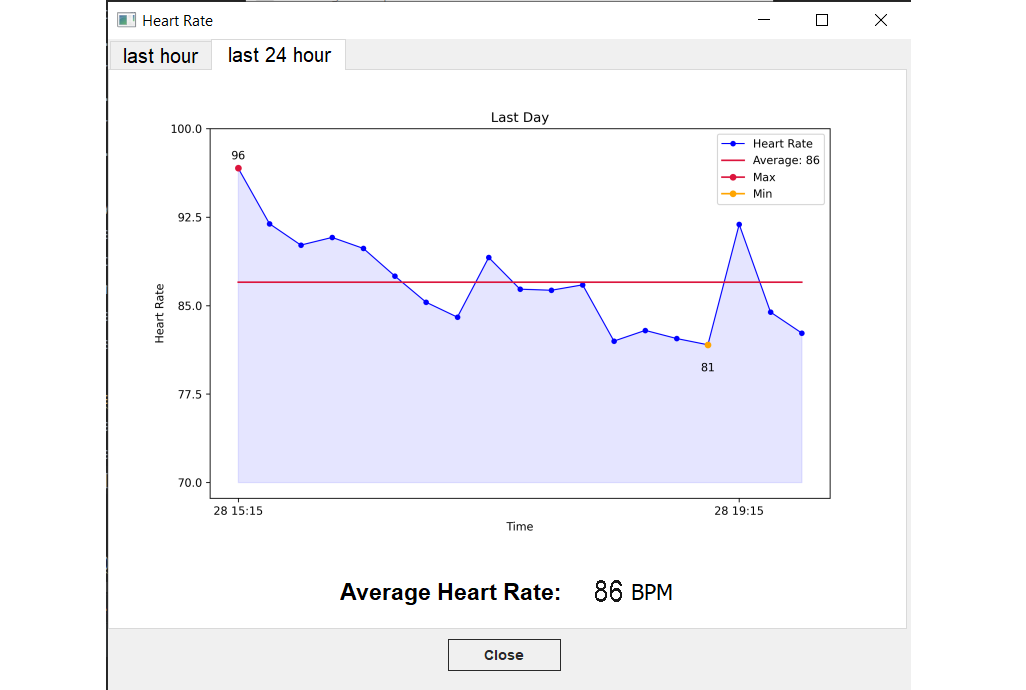 Heart Rate
last hour
last 24 hour
Last Day
100.0
92.5
85.0
77.5
70.0
Heart Rate
96
81
Heart Rate
Average: 86
Max
Min
28 15:15
28 19:15
Time
Average Heart Rate: 86 BPM
Close